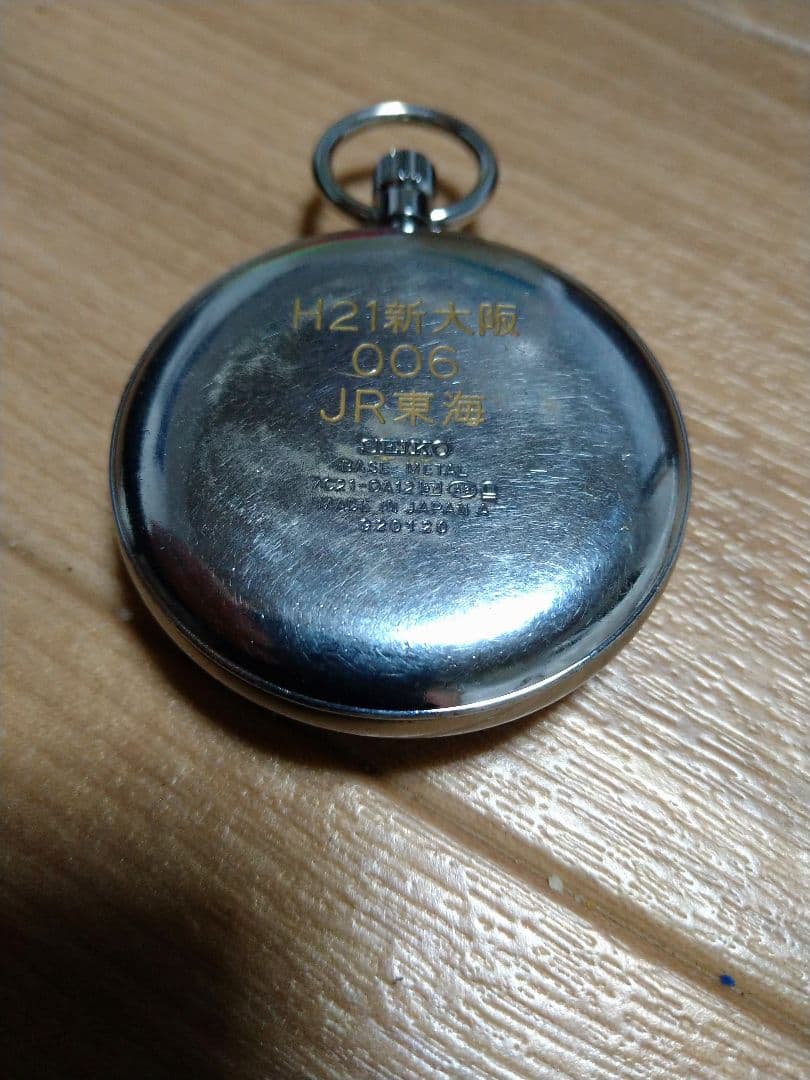 H21新大阪
006
JR東海
SEIKO
BASE METAL
7C21-0A12
MADE IN JAPAN A
920120